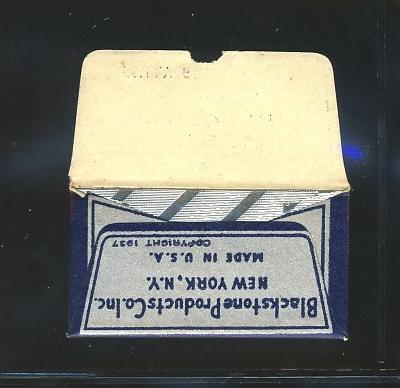 Blackstone Products Co. Inc.
NEW YORK, N.Y.
MADE IN U.S.A.
COPYRIGHT 1937